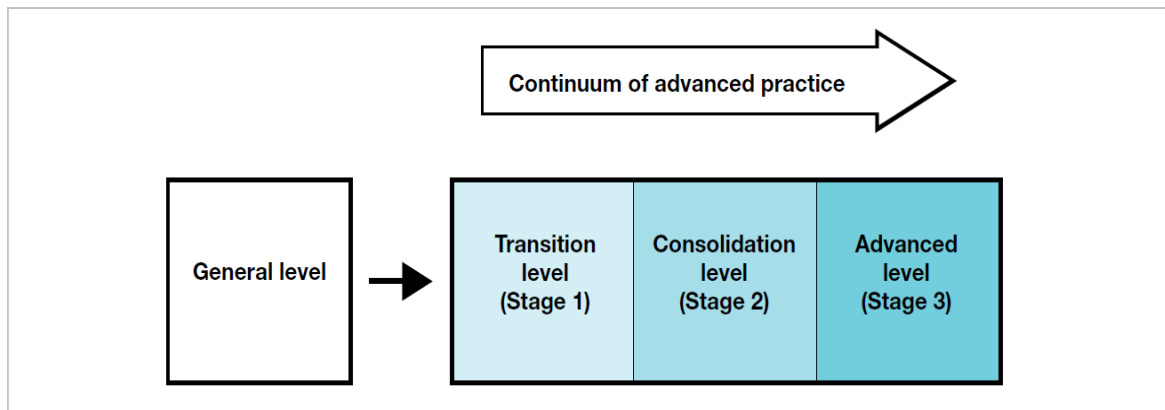 Continuum of advanced practice
General level
Transition
level
(Stage 1)
Consolidation
level
(Stage 2)
Advanced
level
(Stage 3)